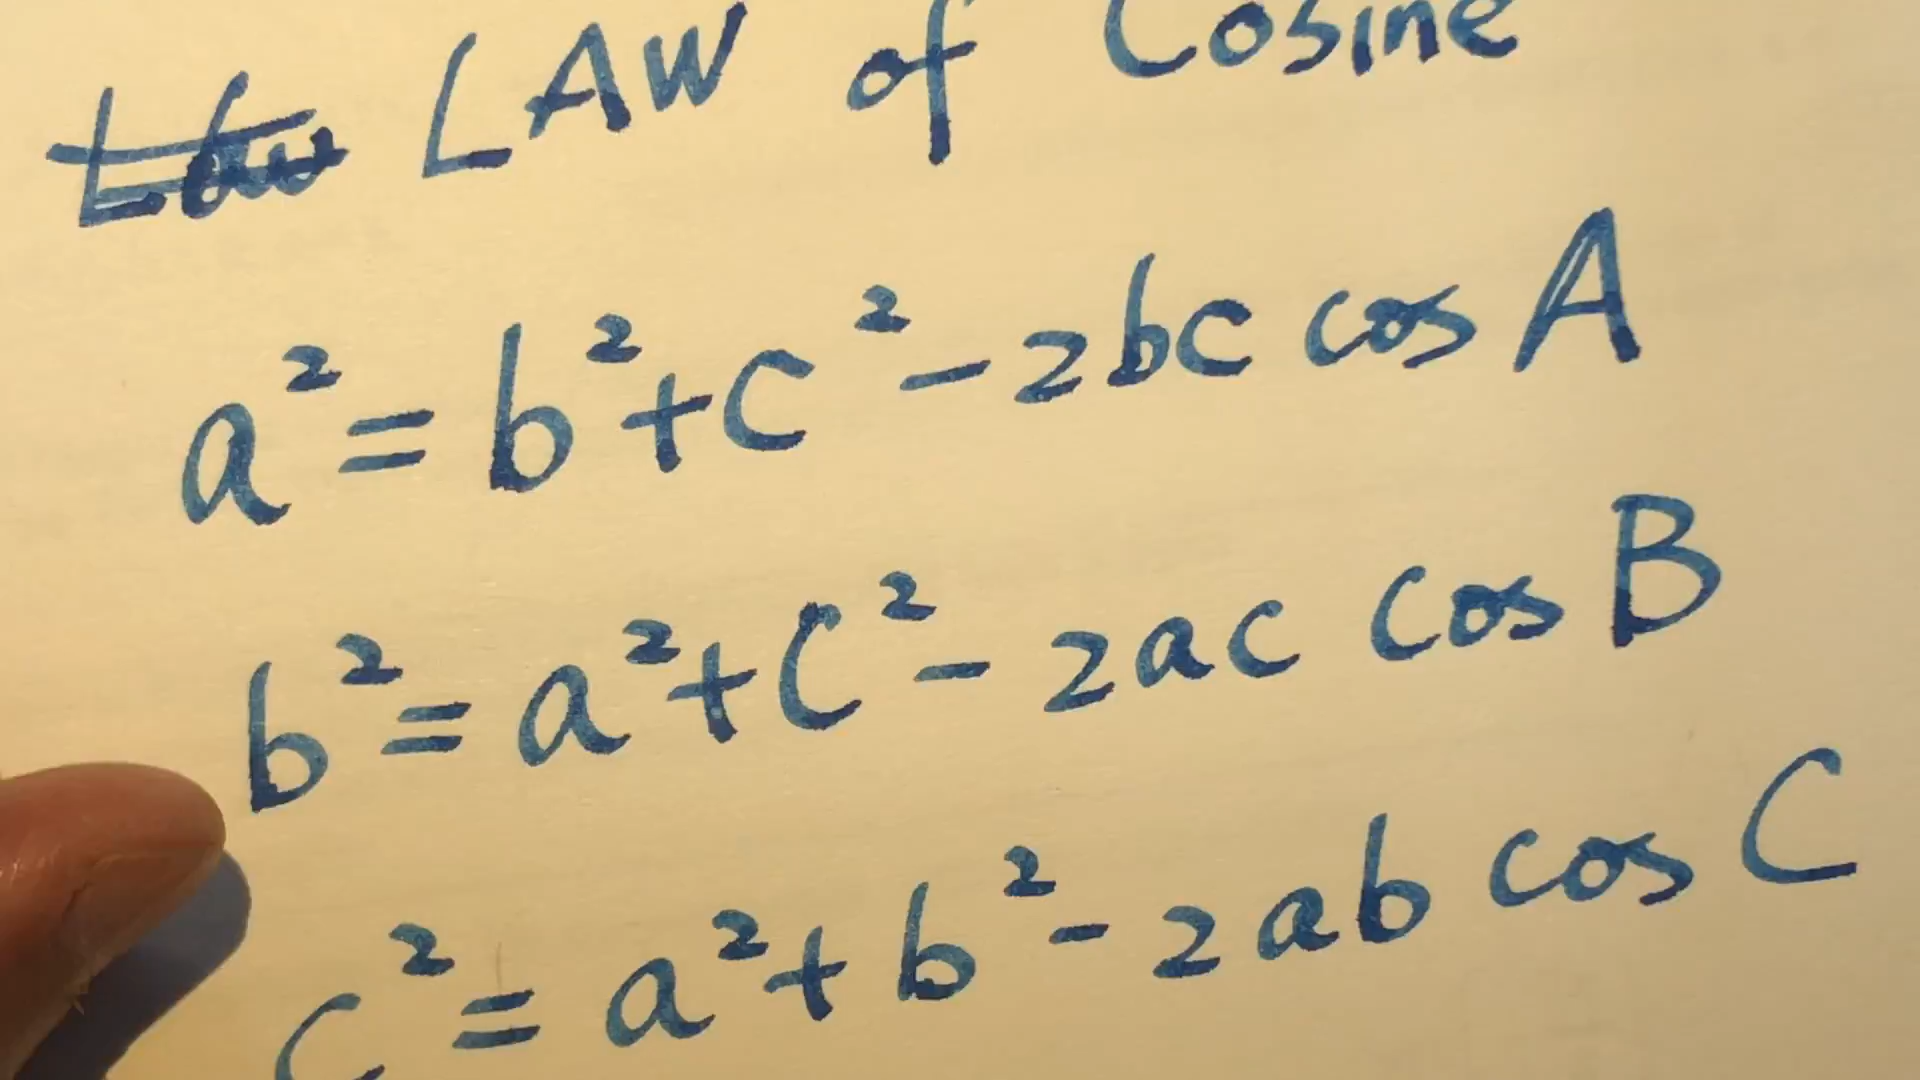 LAW of Cosine
a² = b² + c² - 2bc cos A
b² = a² + c² - 2ac cos B
c² = a² + b² - 2ab cos C